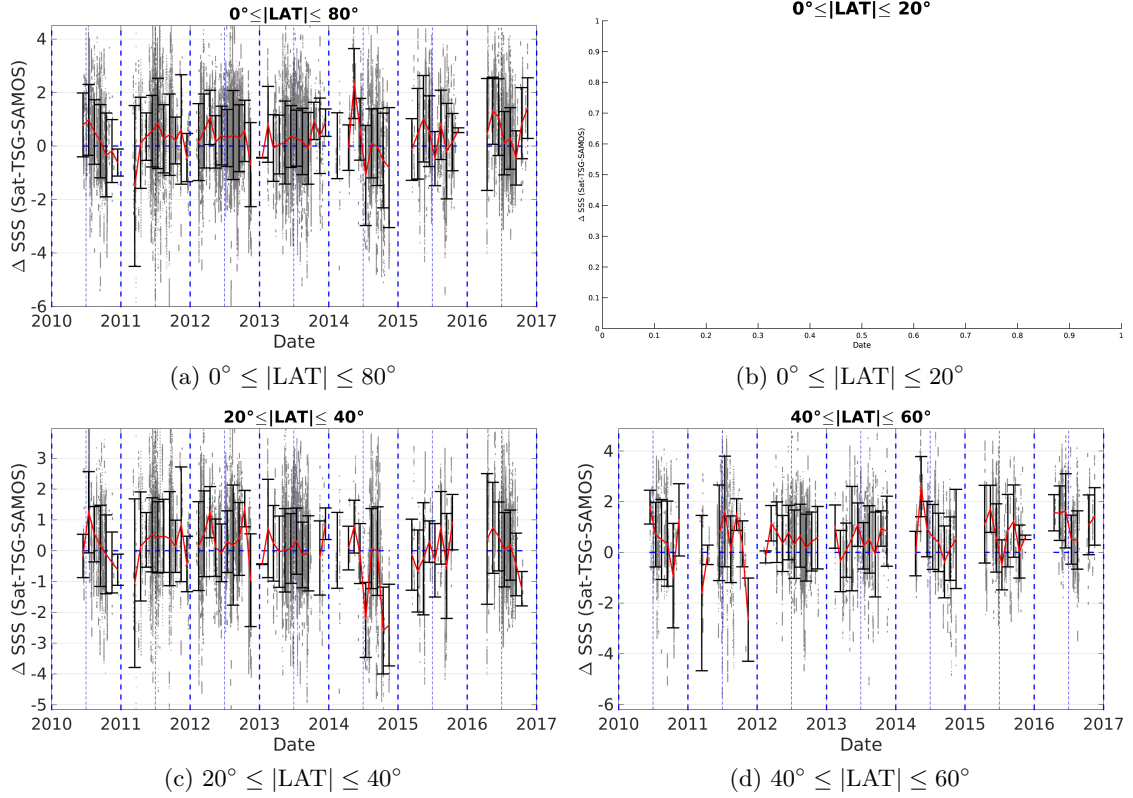 0°≤|LAT|≤ 80°
Δ SSS (Sat-TSG-SAMOS)
4
2
0
-2
-4
-6
2010 2011 2012 2013 2014 2015 2016 2017
Date
(a) 0° ≤ |LAT| ≤ 80°
0°≤|LAT|≤ 20°
Δ SSS (Sat-TSG-SAMOS)
1
0.9
0.8
0.7
0.6
0.5
0.4
0.3
0.2
0.1
0
0 0.1 0.2 0.3 0.4 0.5 0.6 0.7 0.8 0.9 1
Date
(b) 0° ≤ |LAT| ≤ 20°
20°≤|LAT|≤ 40°
Δ SSS (Sat-TSG-SAMOS)
3
2
1
0
-1
-2
-3
-4
-5
2010 2011 2012 2013 2014 2015 2016 2017
Date
(c) 20° ≤ |LAT| ≤ 40°
40°≤|LAT|≤ 60°
Δ SSS (Sat-TSG-SAMOS)
4
2
0
-2
-4
-6
2010 2011 2012 2013 2014 2015 2016 2017
Date
(d) 40° ≤ |LAT| ≤ 60°